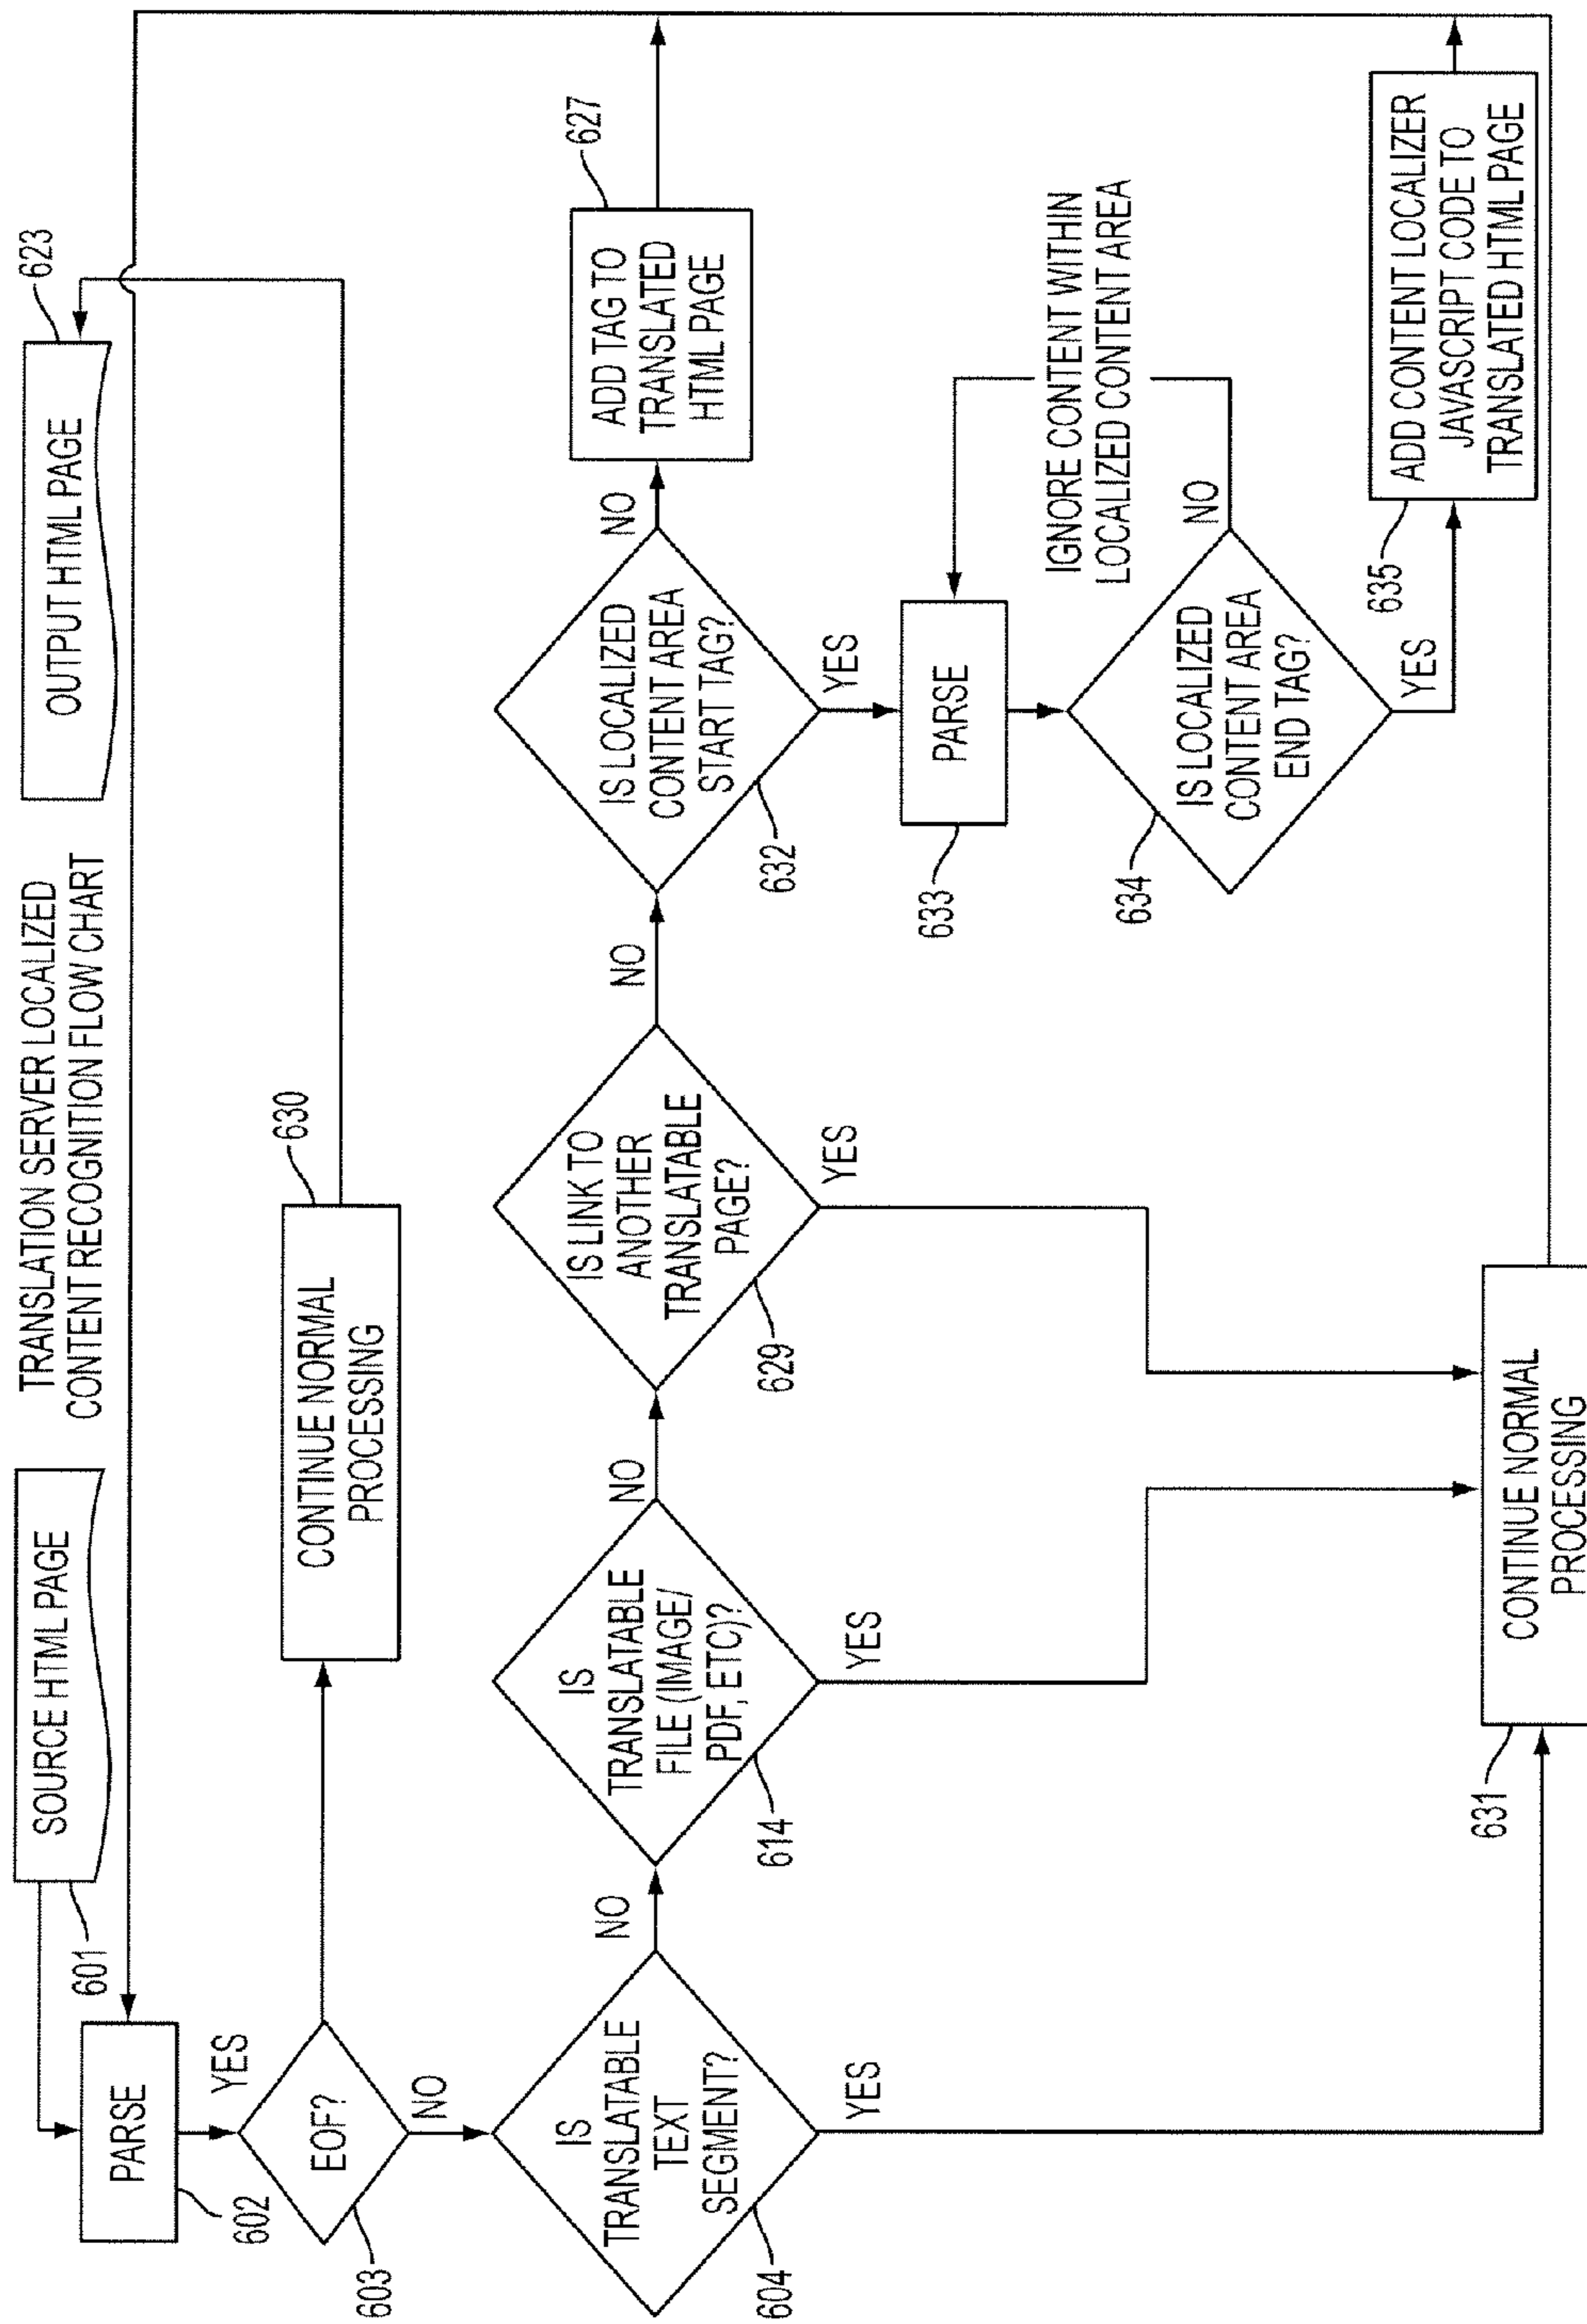 TRANSLATION SERVER LOCALIZED
CONTENT RECOGNITION FLOW CHART
SOURCE HTML PAGE
601
OUTPUT HTML PAGE
623
PARSE
602
YES
EOF?
603
NO
CONTINUE NORMAL
PROCESSING
630
IS
TRANSLATABLE
TEXT
SEGMENT?
604
NO
YES
IS
TRANSLATABLE
FILE (IMAGE/
PDF, ETC)?
614
NO
YES
IS LINK TO
ANOTHER
TRANSLATABLE
PAGE?
629
NO
YES
IS LOCALIZED
CONTENT AREA
START TAG?
632
NO
YES
ADD TAG TO
TRANSLATED
HTML PAGE
627
PARSE
633
IGNORE CONTENT WITHIN
LOCALIZED CONTENT AREA
IS LOCALIZED
CONTENT AREA
END TAG?
634
NO
YES
635
ADD CONTENT LOCALIZER
JAVASCRIPT CODE TO
TRANSLATED HTML PAGE
631
CONTINUE NORMAL
PROCESSING